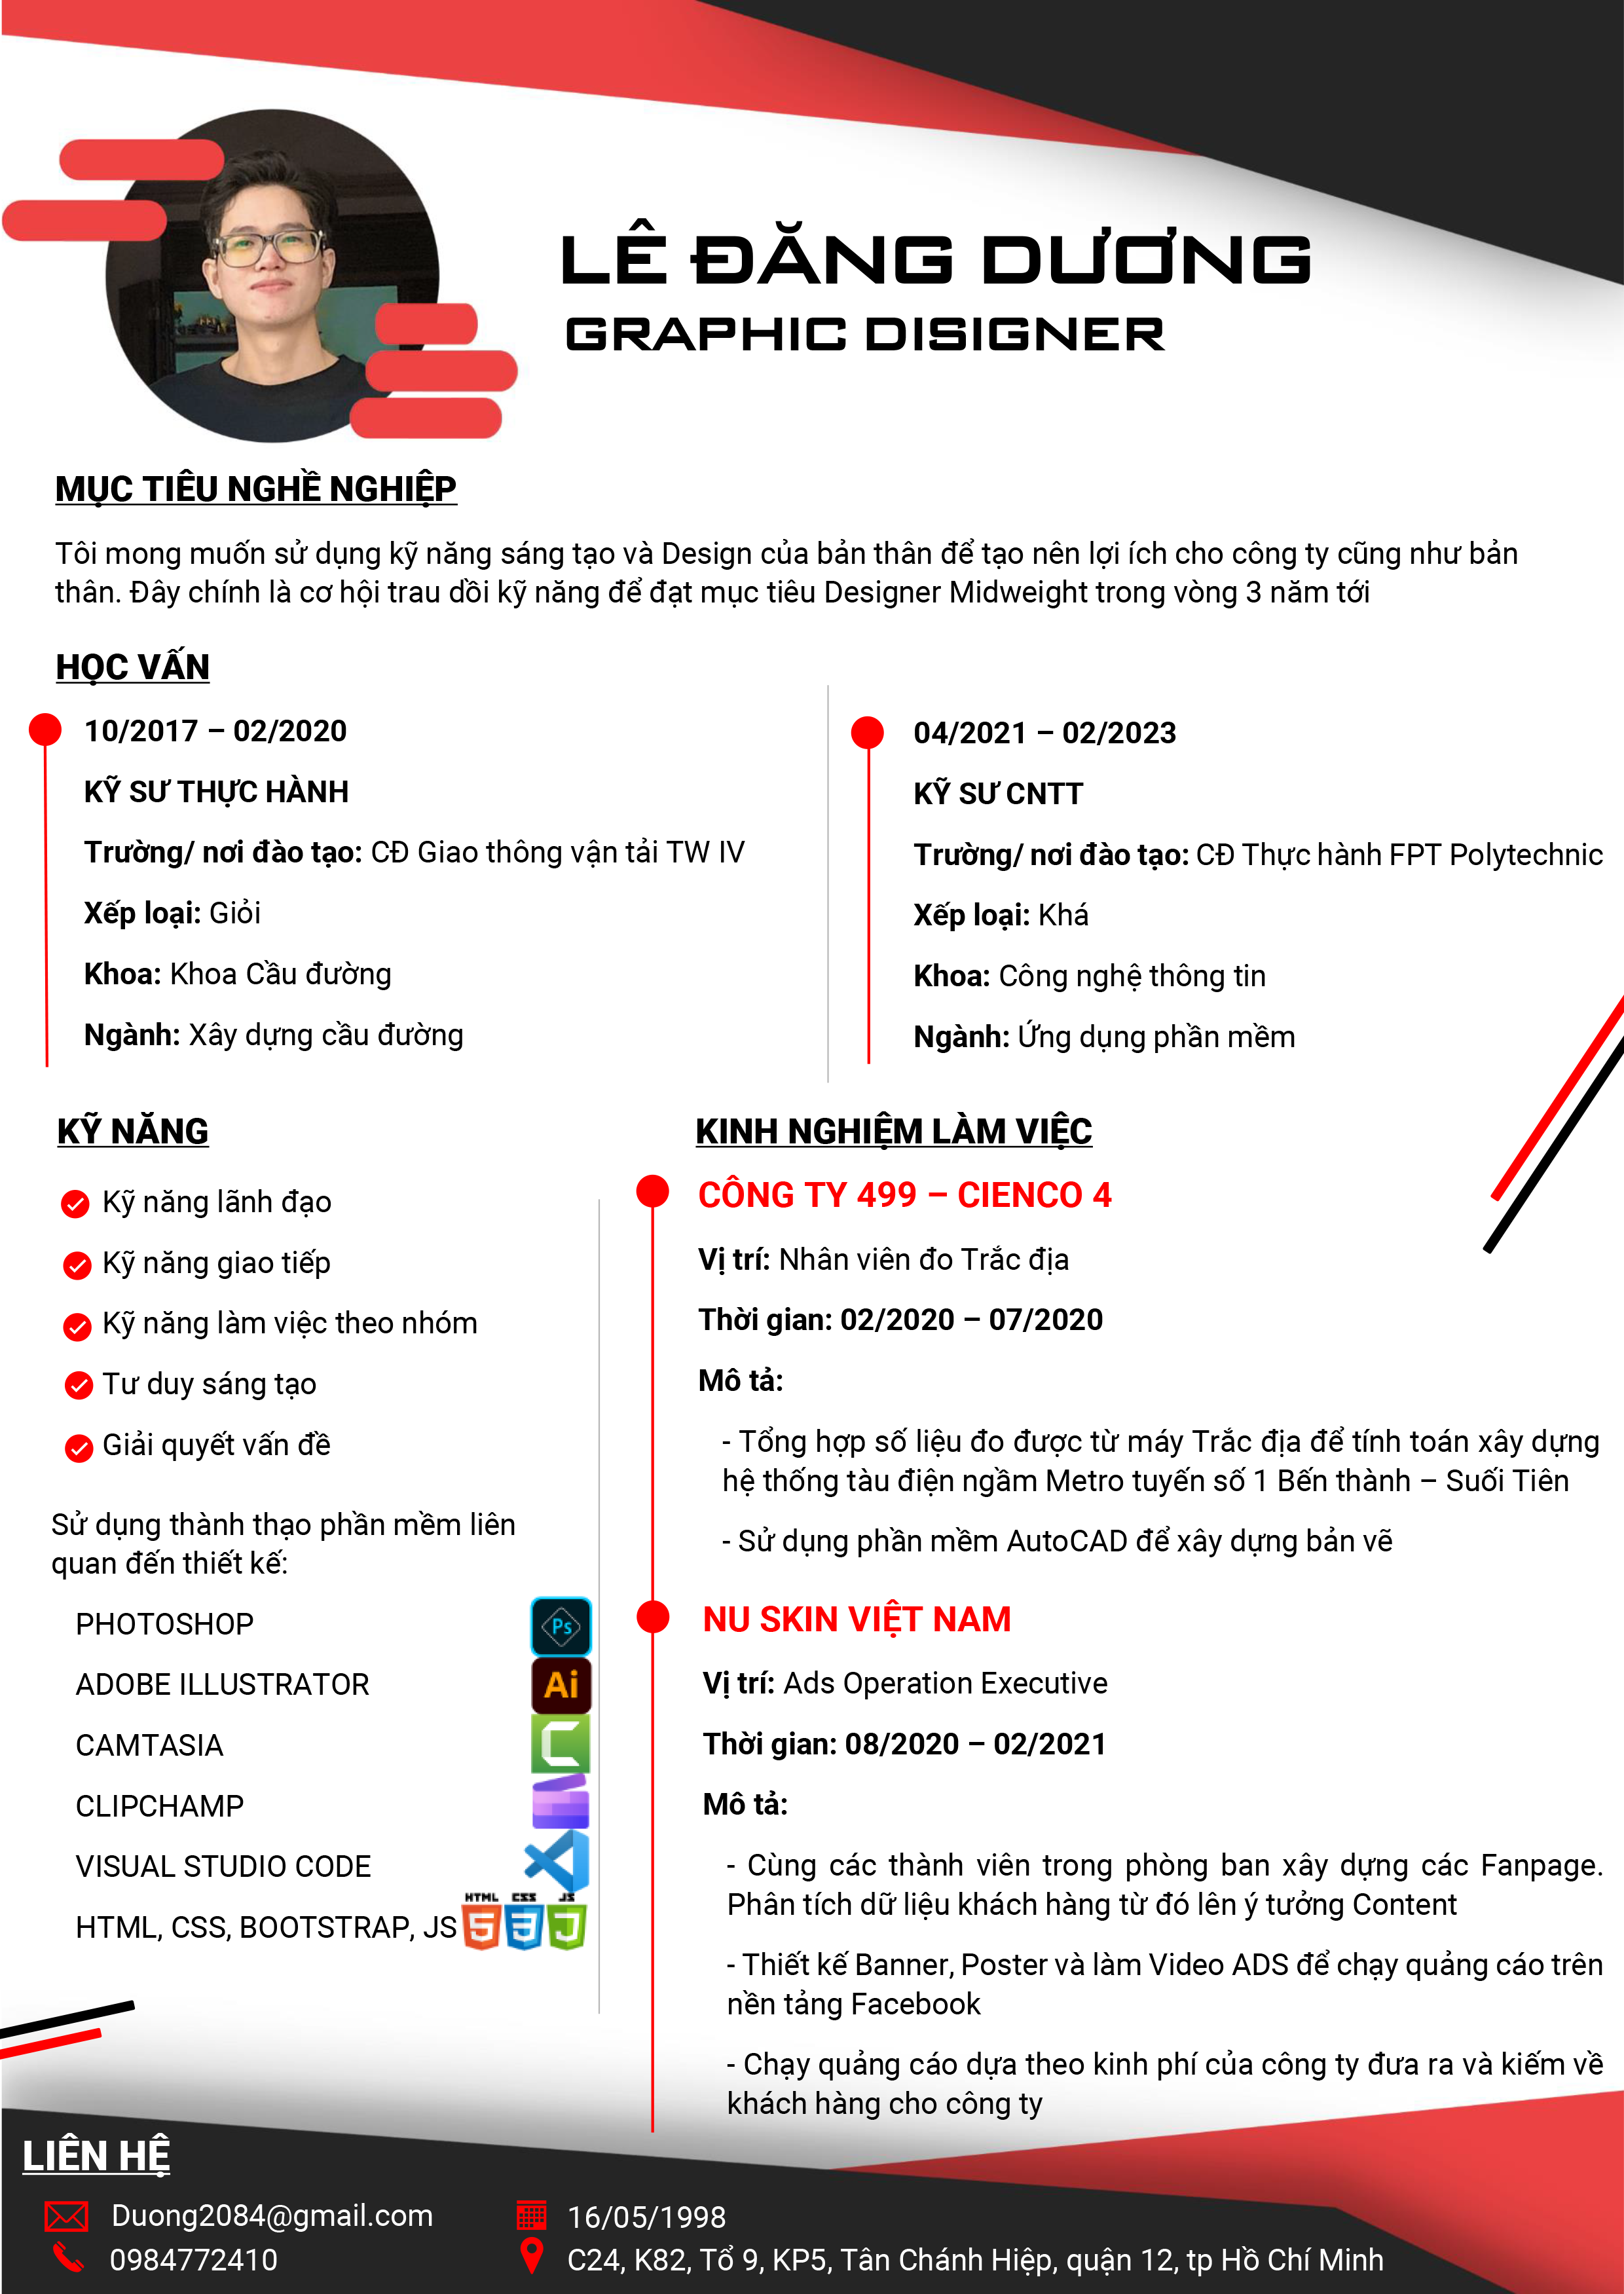 LÊ ĐĂNG DƯƠNG
GRAPHIC DISIGNER
MỤC TIÊU NGHỀ NGHIỆP
Tôi mong muốn sử dụng kỹ năng sáng tạo và Design của bản thân để tạo nên lợi ích cho công ty cũng như bản
thân. Đây chính là cơ hội trau dồi kỹ năng để đạt mục tiêu Designer Midweight trong vòng 3 năm tới
HỌC VẤN
10/2017 – 02/2020
KỸ SƯ THỰC HÀNH
Trường/ nơi đào tạo: CĐ Giao thông vận tải TW IV
Xếp loại: Giỏi
Khoa: Khoa Cầu đường
Ngành: Xây dựng cầu đường
04/2021 – 02/2023
KỸ SƯ CNTT
Trường/ nơi đào tạo: CĐ Thực hành FPT Polytechnic
Xếp loại: Khá
Khoa: Công nghệ thông tin
Ngành: Ứng dụng phần mềm
KỸ NĂNG
Kỹ năng lãnh đạo
Kỹ năng giao tiếp
Kỹ năng làm việc theo nhóm
Tư duy sáng tạo
Giải quyết vấn đề
Sử dụng thành thạo phần mềm liên
quan đến thiết kế:
PHOTOSHOP
Ps
ADOBE ILLUSTRATOR
Ai
CAMTASIA
CLIPCHAMP
VISUAL STUDIO CODE
HTML, CSS, BOOTSTRAP, JS
HTML CSS JS
5 3
KINH NGHIỆM LÀM VIỆC
CÔNG TY 499 – CIENCO 4
Vị trí: Nhân viên đo Trắc địa
Thời gian: 02/2020 – 07/2020
Mô tả:
- Tổng hợp số liệu đo được từ máy Trắc địa để tính toán xây dựng
hệ thống tàu điện ngầm Metro tuyến số 1 Bến thành – Suối Tiên
- Sử dụng phần mềm AutoCAD để xây dựng bản vẽ
NU SKIN VIỆT NAM
Vị trí: Ads Operation Executive
Thời gian: 08/2020 – 02/2021
Mô tả:
- Cùng các thành viên trong phòng ban xây dựng các Fanpage.
Phân tích dữ liệu khách hàng từ đó lên ý tưởng Content
- Thiết kế Banner, Poster và làm Video ADS để chạy quảng cáo trên
nền tảng Facebook
- Chạy quảng cáo dựa theo kinh phí của công ty đưa ra và kiếm về
khách hàng cho công ty
LIÊN HỆ
Duong2084@gmail.com
0984772410
16/05/1998
C24, K82, Tổ 9, KP5, Tân Chánh Hiệp, quận 12, tp Hồ Chí Minh